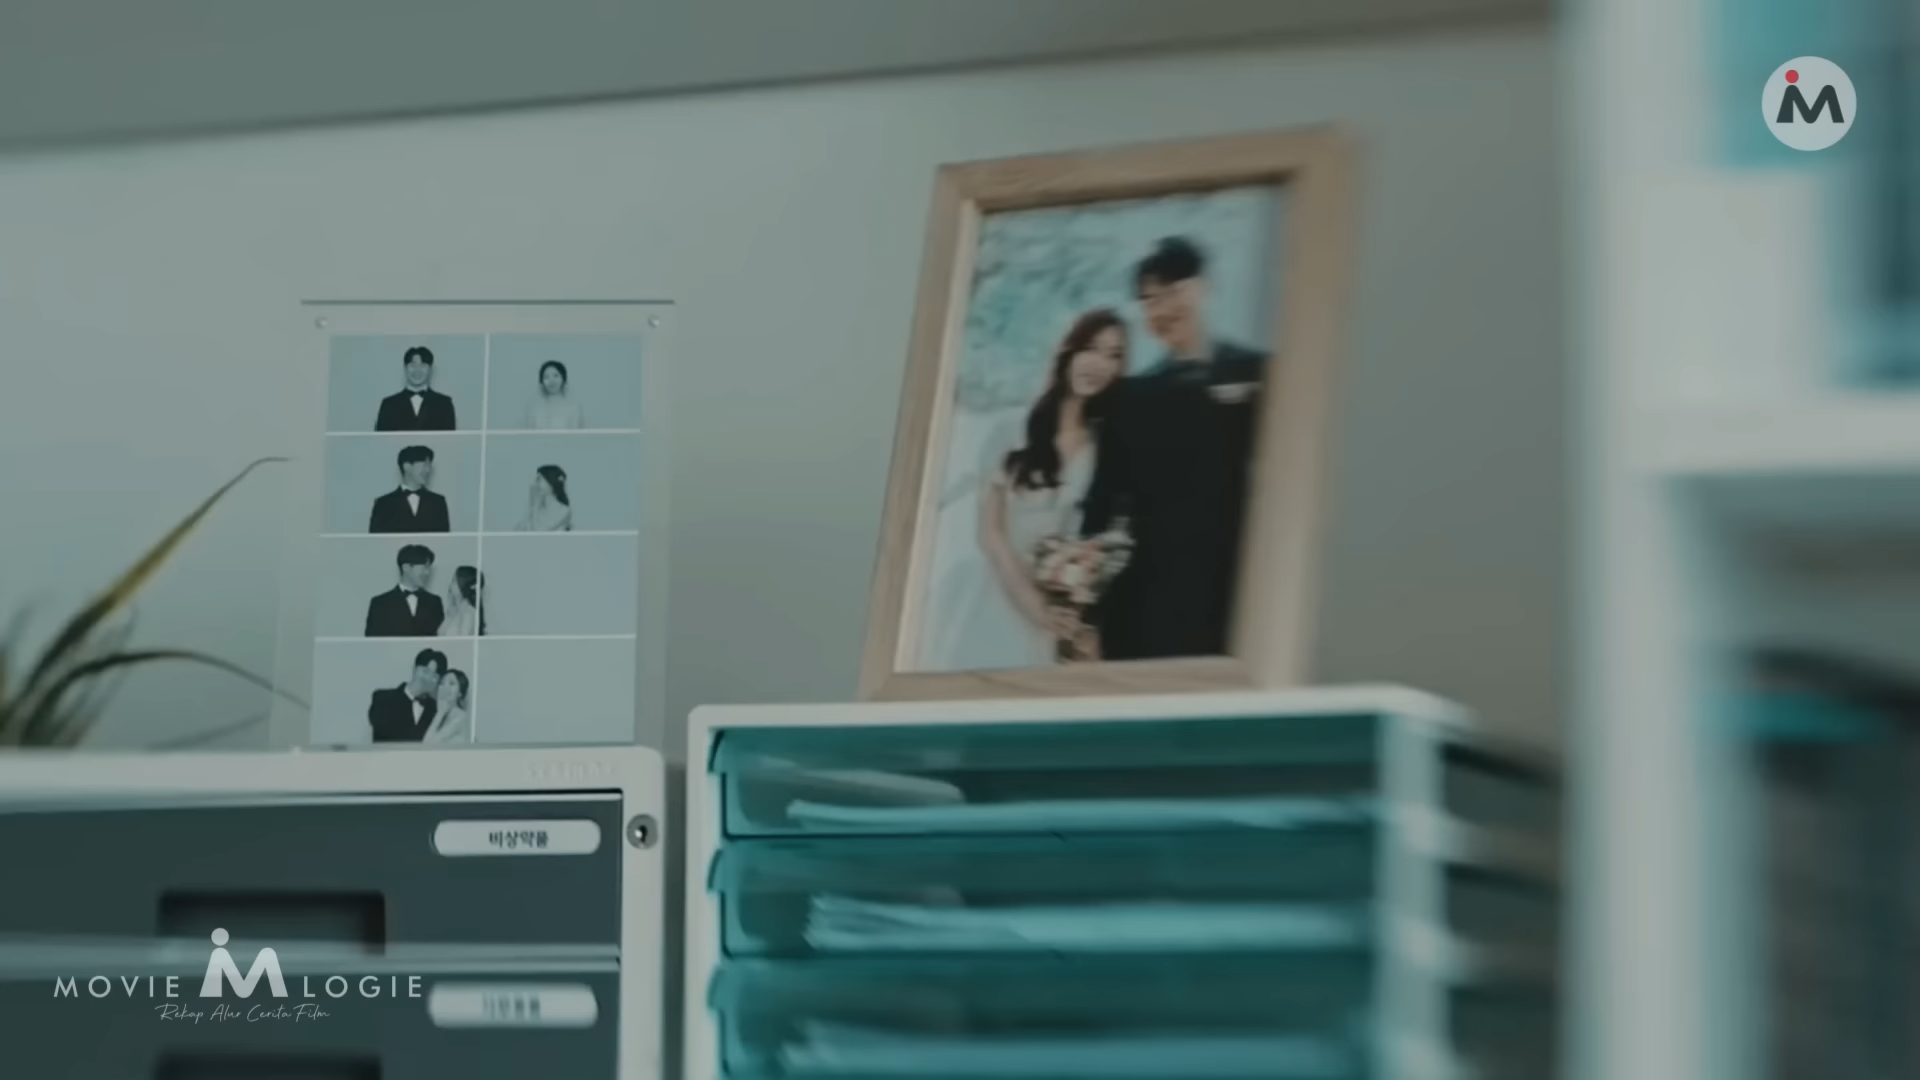 비상약품
MOVIE M LOGIE
Rekap Alur Cerita Film